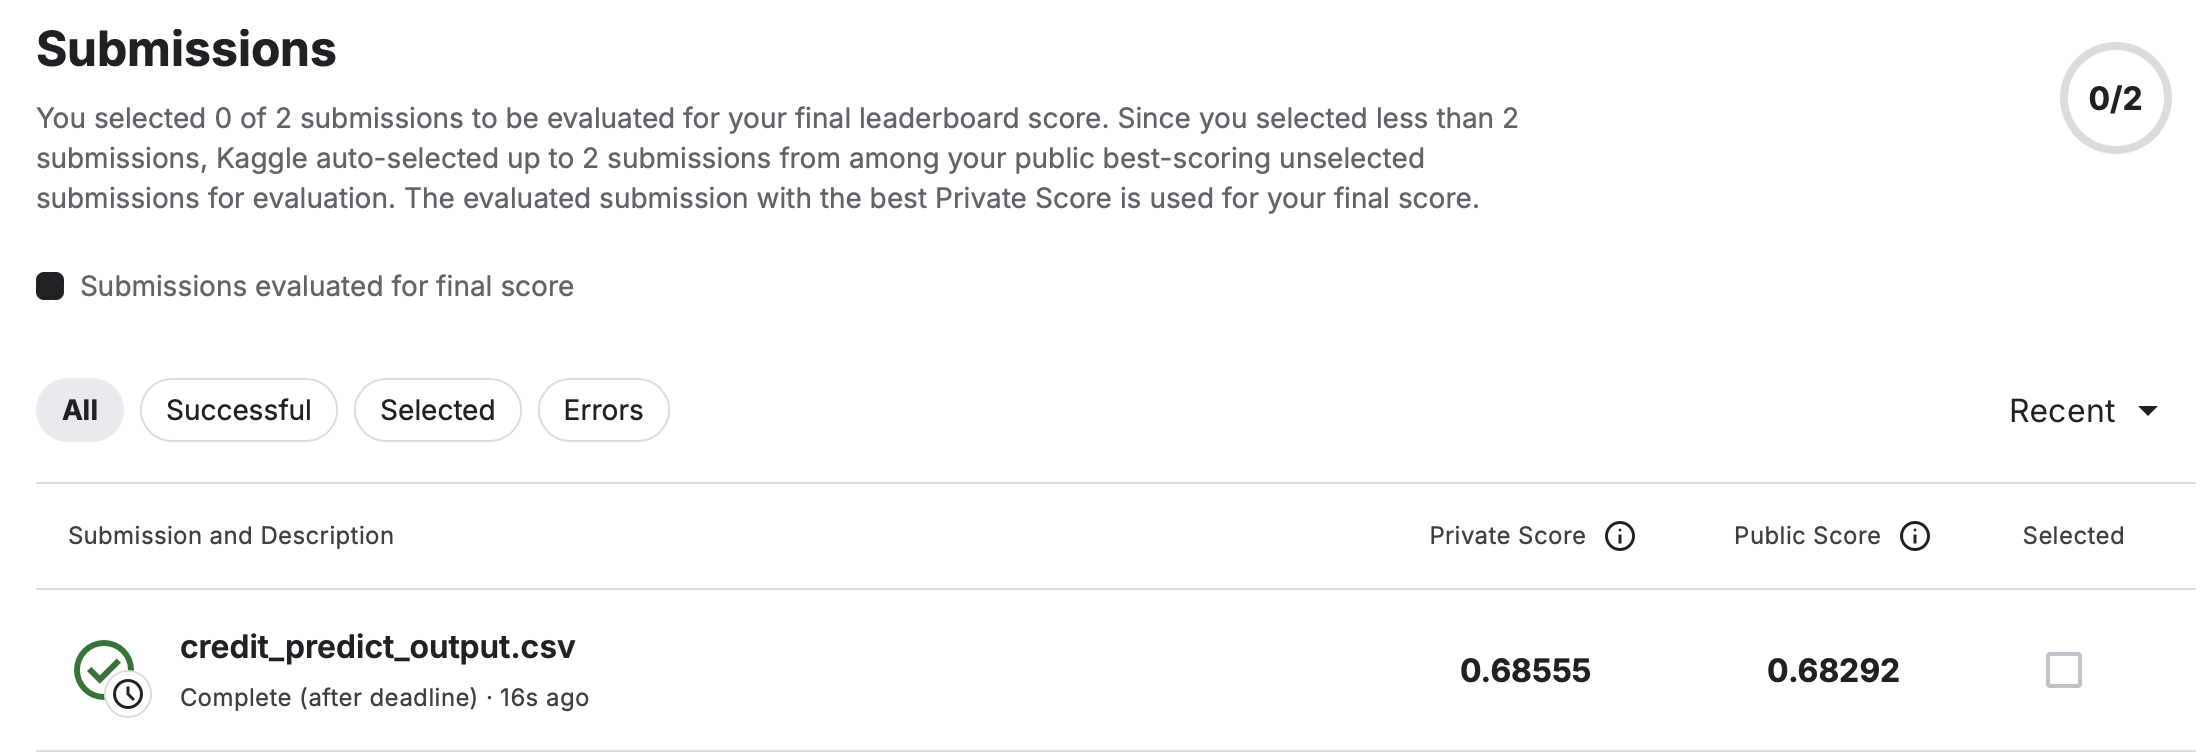 Submissions
0/2
You selected 0 of 2 submissions to be evaluated for your final leaderboard score. Since you selected less than 2
submissions, Kaggle auto-selected up to 2 submissions from among your public best-scoring unselected
submissions for evaluation. The evaluated submission with the best Private Score is used for your final score.
Submissions evaluated for final score
All Successful Selected Errors Recent
Submission and Description Private Score Public Score Selected
credit_predict_output.csv
Complete (after deadline) · 16s ago
0.68555 0.68292